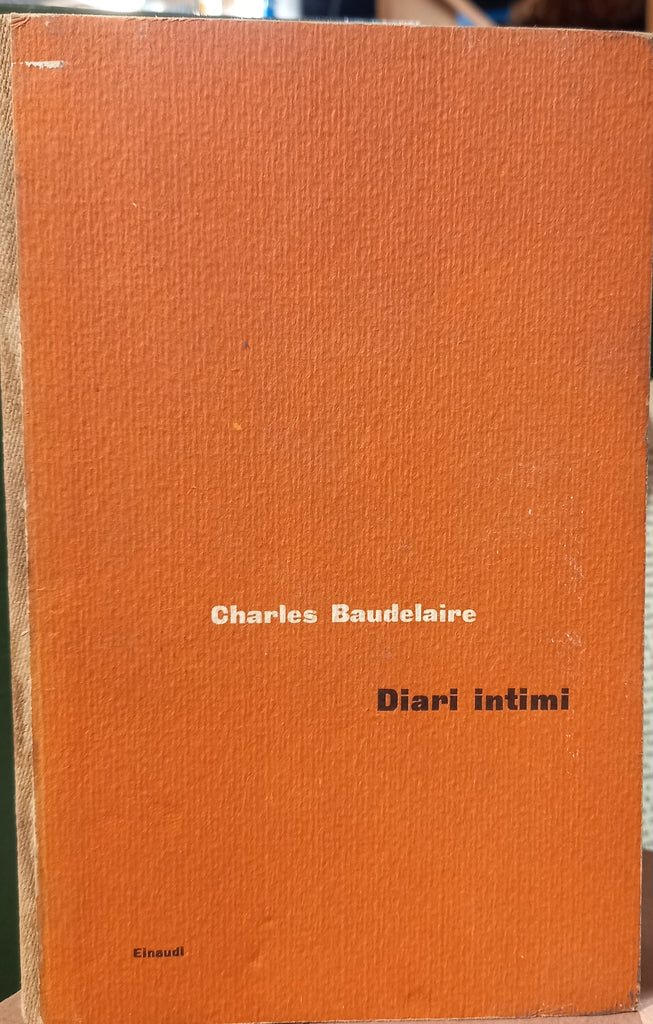 Charles Baudelaire
Diari intimi
Einaudi